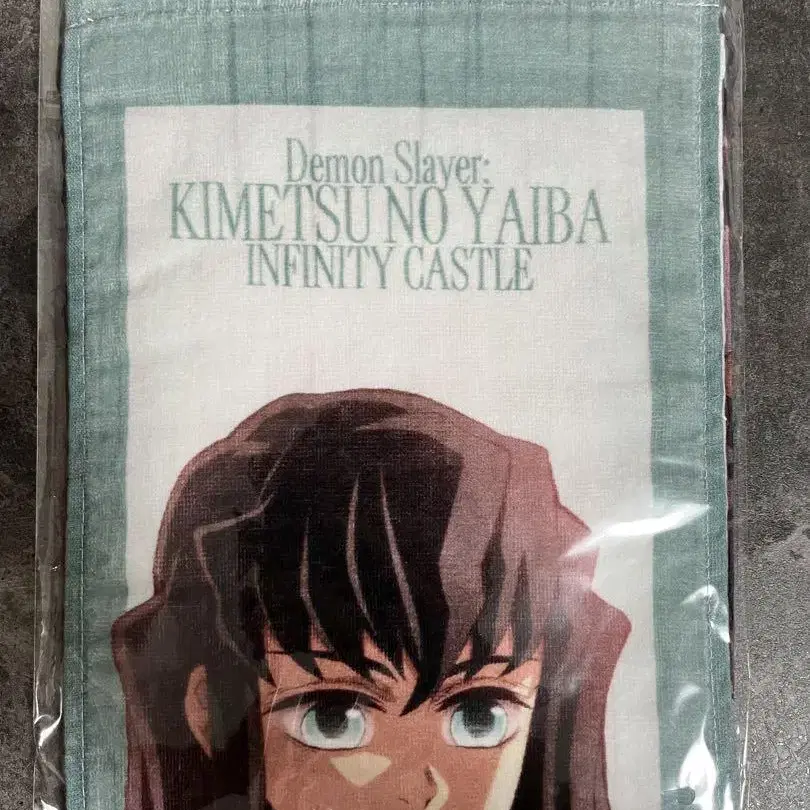 Demon Slayer:
KIMETSU NO YAIBA
INFINITY CASTLE